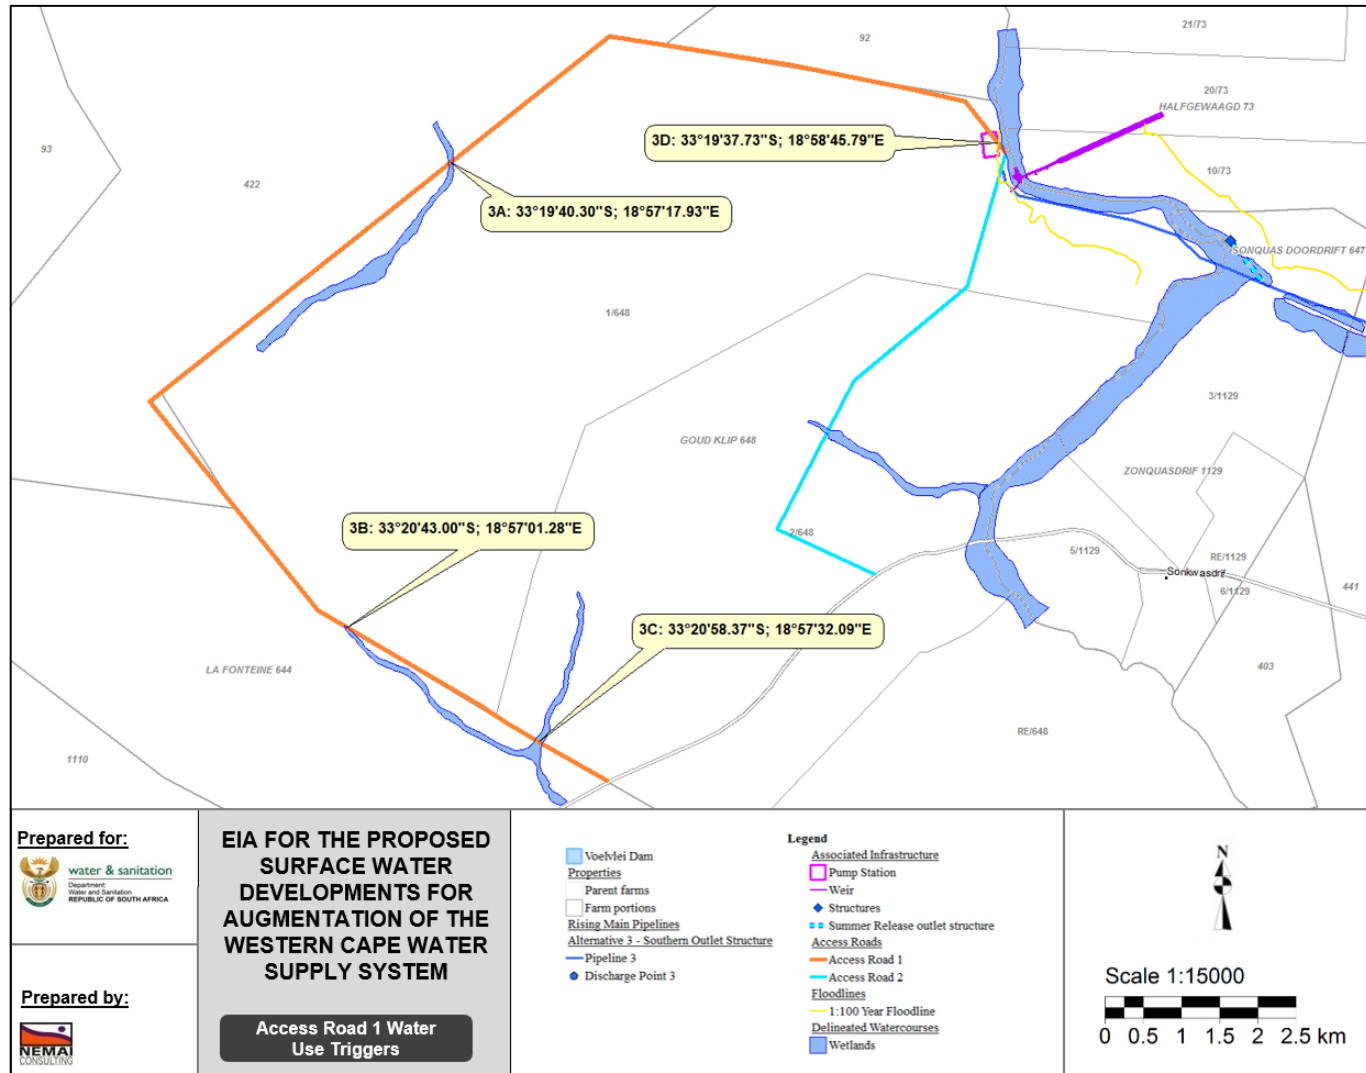 21/73
92
20/73
HALFGEWAAGD 73
3D: 33°19'37.73"S; 18°58'45.79"E
93
10/73
422
3A: 33°19'40.30"S; 18°57'17.93"E
SONQUAS DOORDRIFT 647
1/648
3/1129
GOUD KLIP 648
ZONQUASDRIF 1129
3B: 33°20'43.00"S; 18°57'01.28"E
2/648
5/1129
RE/1129
Sonkwasdrif
6/1129
441
3C: 33°20'58.37"S; 18°57'32.09"E
LA FONTEINE 644
403
RE/648
1110
Prepared for:
water & sanitation
Department:
Water and Sanitation
REPUBLIC OF SOUTH AFRICA
Prepared by:
NEMAI
CONSULTING
EIA FOR THE PROPOSED
SURFACE WATER
DEVELOPMENTS FOR
AUGMENTATION OF THE
WESTERN CAPE WATER
SUPPLY SYSTEM
Access Road 1 Water
Use Triggers
Legend
Voelvlei Dam
Properties
Parent farms
Farm portions
Rising Main Pipelines
Alternative 3 - Southern Outlet Structure
Pipeline 3
Discharge Point 3
Associated Infrastructure
Pump Station
Weir
Structures
Summer Release outlet structure
Access Roads
Access Road 1
Access Road 2
Floodlines
1:100 Year Floodline
Delineated Watercourses
Wetlands
N
Scale 1:15000
0 0.5 1 1.5 2 2.5 km